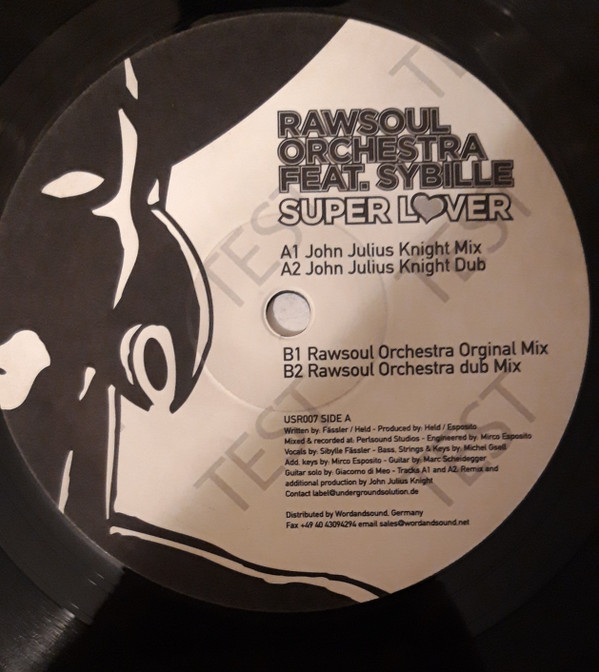 RAWSOUL
ORCHESTRA
FEAT. SYBILLE
SUPER LOVER
A1 John Julius Knight Mix
A2 John Julius Knight Dub
B1 Rawsoul Orchestra Orginal Mix
B2 Rawsoul Orchestra dub Mix
USR007 SIDE A
Written by: Fässler / Held - Produced by: Held / Esposito
Mixed & recorded at: Perlsound Studios - Engineered by: Mirco Esposito
Vocals by: Sibylle Fässler - Bass, Strings & Keys by: Michel
Add. keys by: Mirco Esposito - Guitar by: Marc Scheidegger
Guitar solo by: Giacomo di Meo - Tracks A1 and A2: Remix and
additional production by John Julius Knight
Contact label@undergroundsolution.de
Distributed by Wordandsound, Germany
Fax +49 40 43094294 email sales@wordandsound.net
TEST
TEST
TEST
TEST
TEST